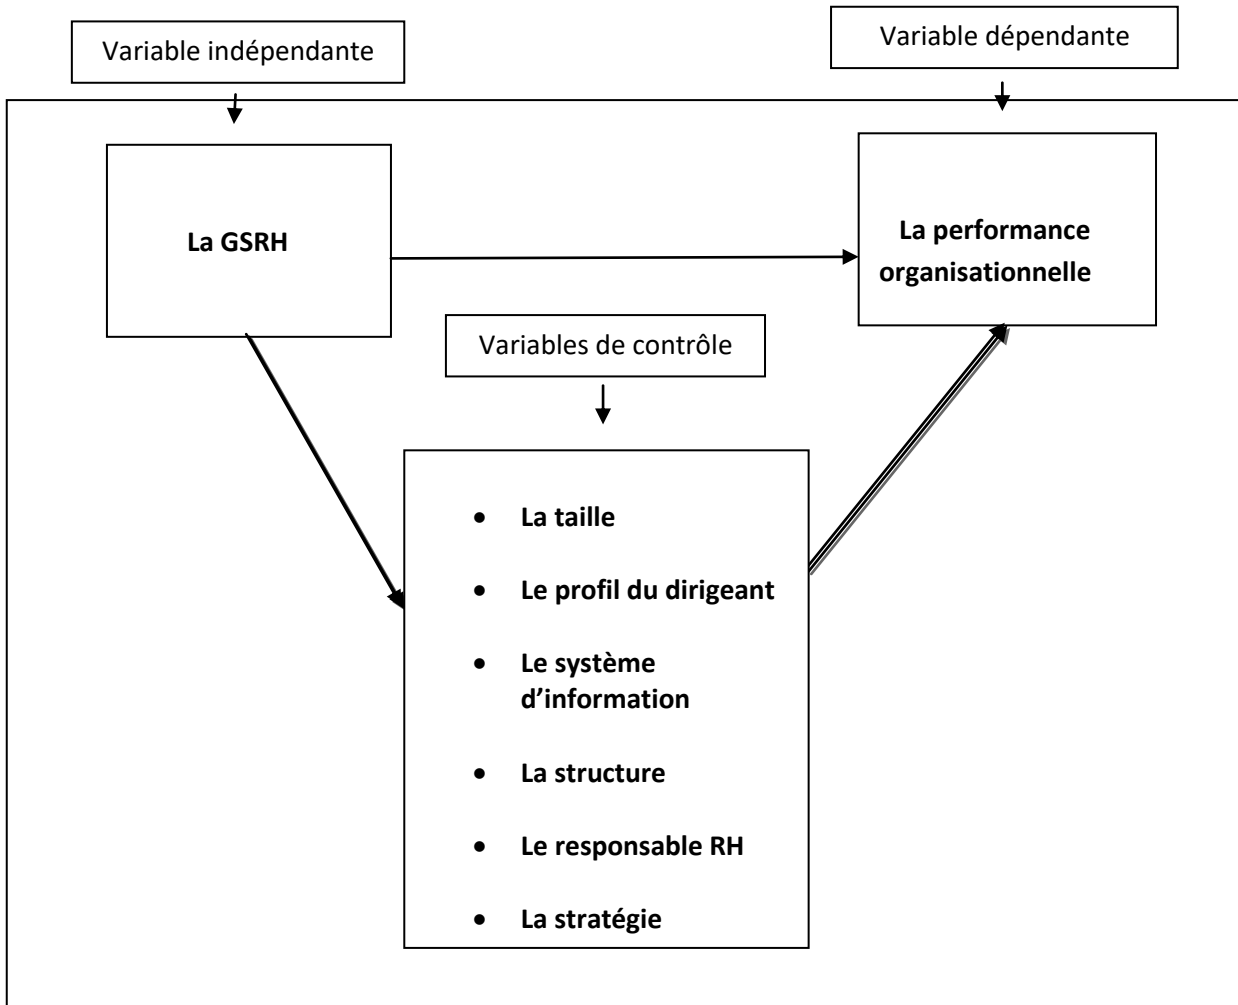 Variable indépendante
Variable dépendante
La GSRH
La performance
organisationnelle
Variables de contrôle
• La taille
• Le profil du dirigeant
• Le système
d’information
• La structure
• Le responsable RH
• La stratégie